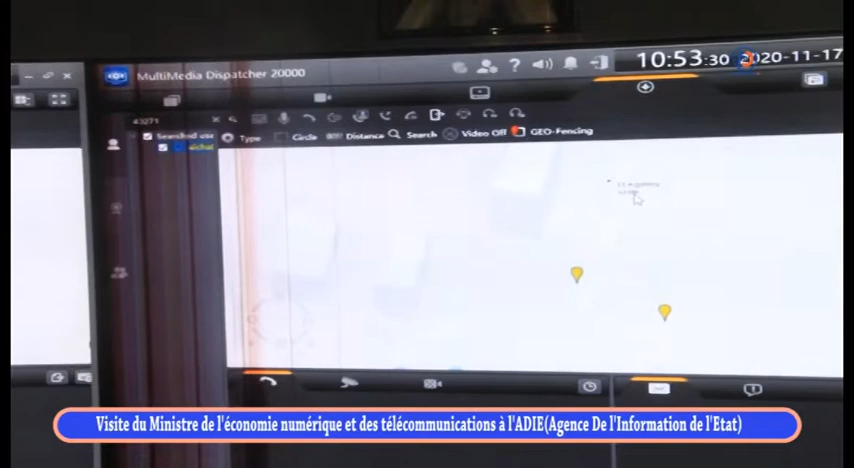 MultiMedia Dispatcher 20000
10:53:30 2020-11-17
43271
Type Circle Distance Search Video Off GEO-Fencing
Visite du Ministre de l'économie numérique et des télécommunications à l'ADIE(Agence De l'Information de l'Etat)